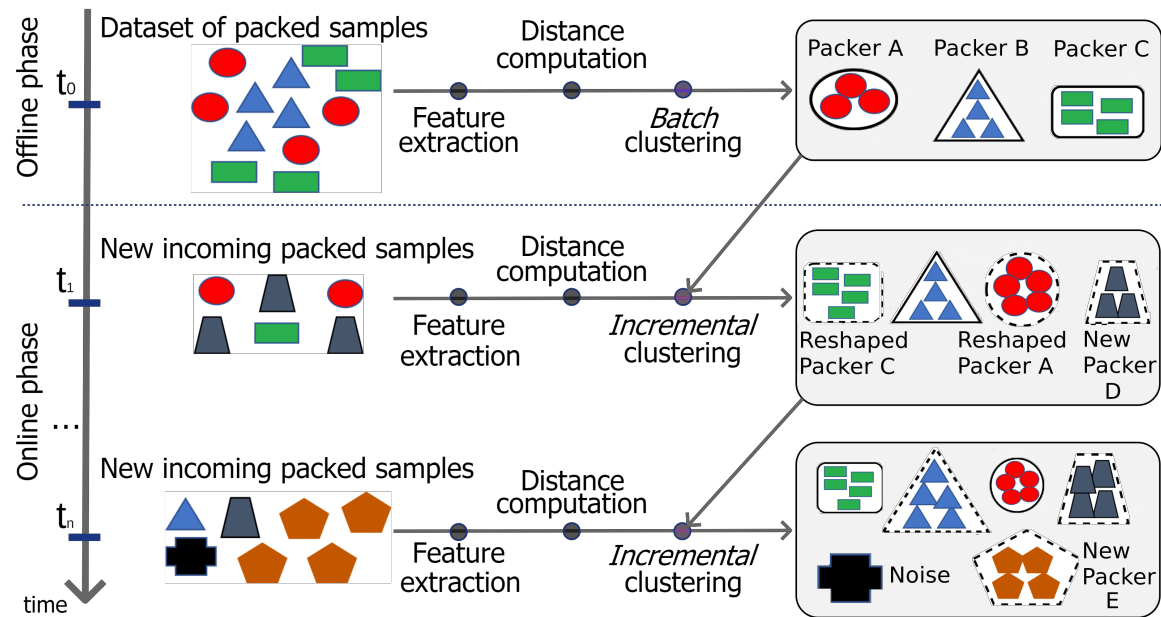 Offline phase
Online phase
t0
t1
...
tn
time
Dataset of packed samples
Distance
computation
Feature
extraction
Batch
clustering
Packer A
Packer B
Packer C
New incoming packed samples
Distance
computation
Feature
extraction
Incremental
clustering
Reshaped
Packer C
Reshaped
Packer A
New
Packer
D
New incoming packed samples
Distance
computation
Feature
extraction
Incremental
clustering
Noise
New
Packer
E